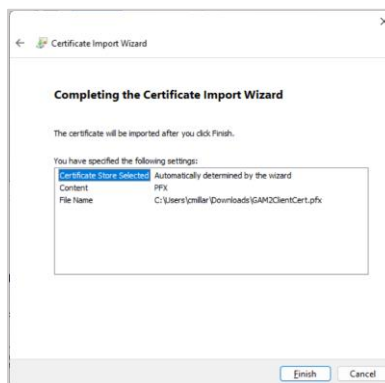 Certificate Import Wizard
Completing the Certificate Import Wizard
The certificate will be imported after you click Finish.
You have specified the following settings:
Certificate Store Selected Automatically determined by the wizard
Content PFX
File Name C:\Users\cmillar\Downloads\GAM2ClientCert.pfx
Finish Cancel